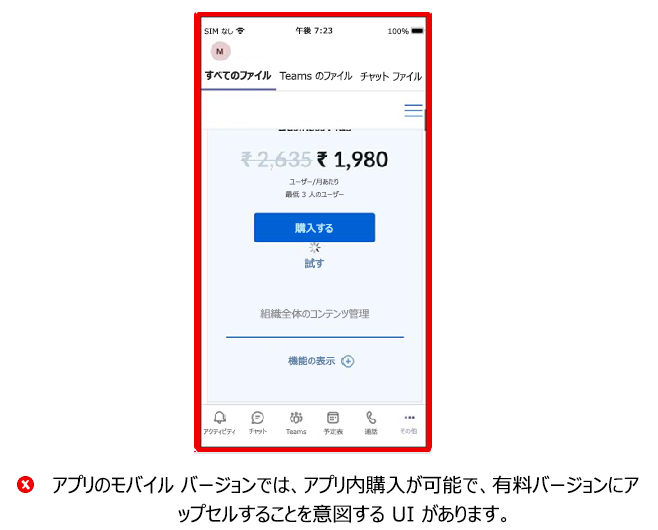 SIM なし 午後 7:23 100%
M
すべてのファイル Teams のファイル チャット ファイル
₹ 2,635 ₹ 1,980
ユーザー/月あたり
最低 3 人のユーザー
購入する
試す
組織全体のコンテンツ管理
機能の表示
アクティビティ チャット Teams 予定表 通話 その他
アプリのモバイル バージョンでは、アプリ内購入が可能で、有料バージョンにア
ップセルすることを意図する UI があります。